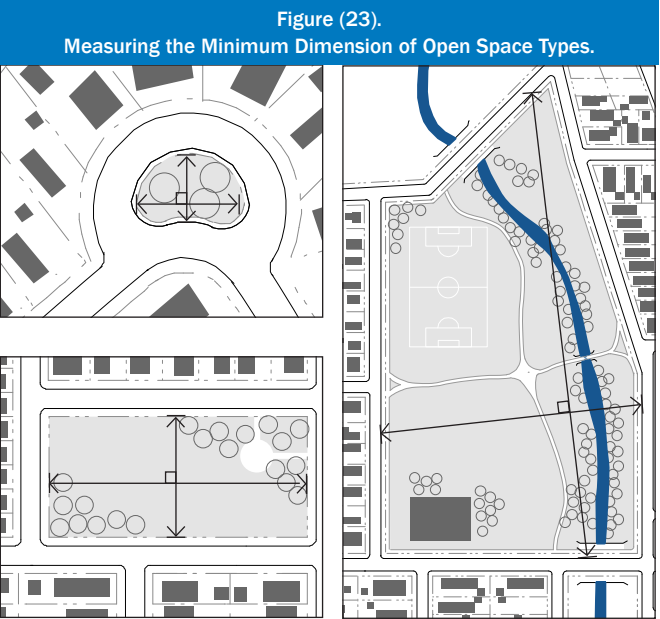 Figure (23).
Measuring the Minimum Dimension of Open Space Types.